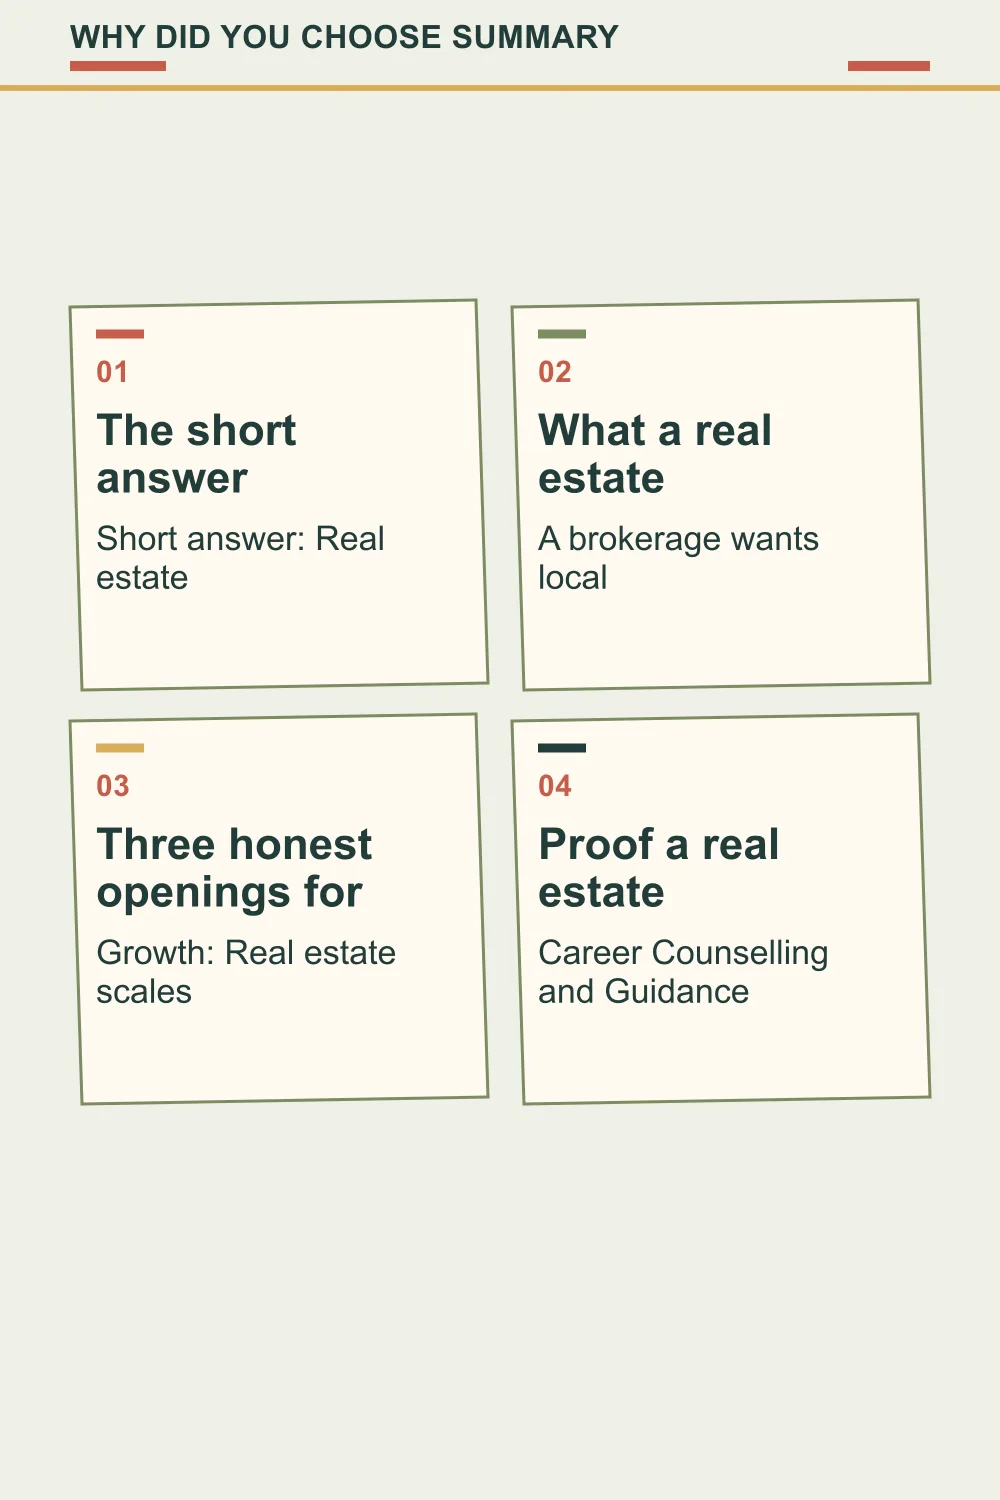 WHY DID YOU CHOOSE SUMMARY
01
The short
answer
Short answer: Real
estate
02
What a real
estate
A brokerage wants
local
03
Three honest
openings for
Growth: Real estate
scales
04
Proof a real
estate
Career Counselling
and Guidance